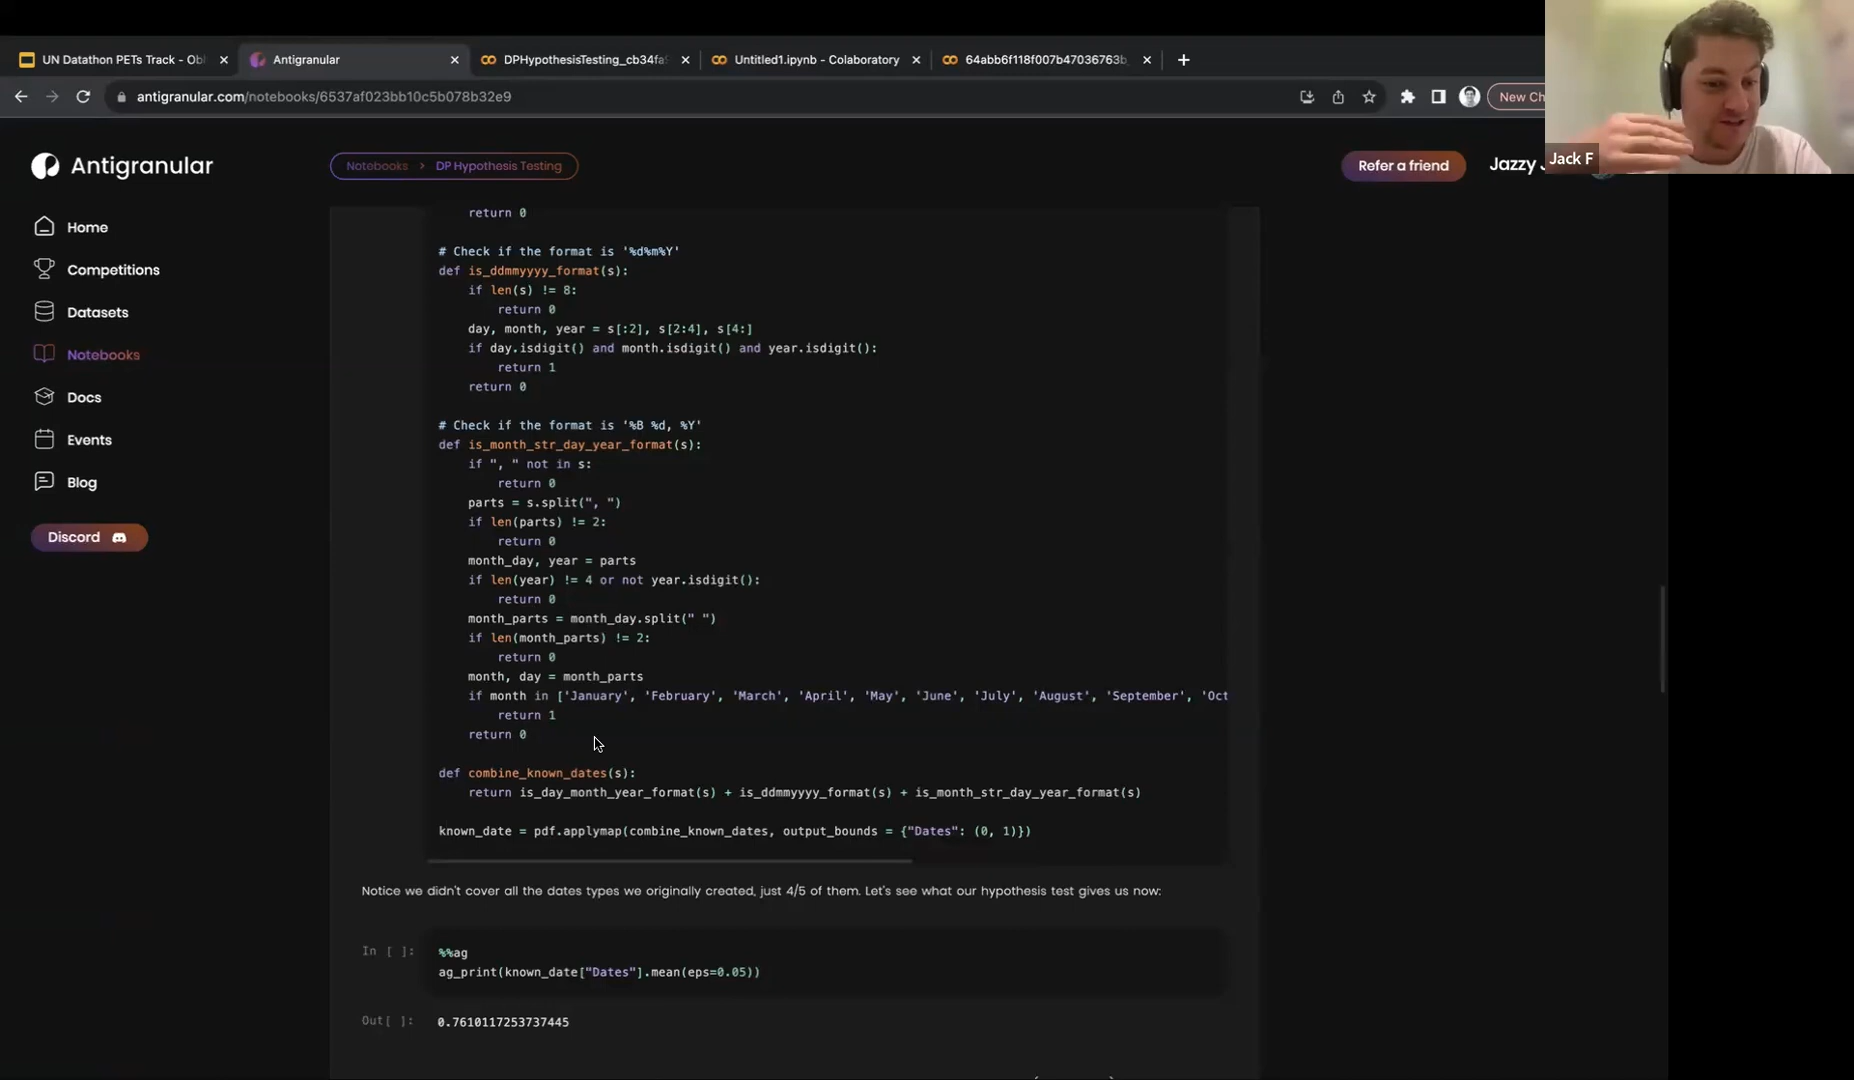 UN Datathon PETs Track - Obl
Antigranular
DPHypothesisTesting_cb34fa
Untitled1.ipynb - Colaboratory
64abb6f118f007b47036763b
antigranular.com/notebooks/6537af023bb10c5b078b32e9
New Ch
Jack F
Antigranular
Notebooks > DP Hypothesis Testing
Refer a friend
Jazzy J
Home
Competitions
Datasets
Notebooks
Docs
Events
Blog
Discord
return 0
# Check if the format is '%d%m%Y'
def is_ddmmyyyy_format(s):
if len(s) != 8:
return 0
day, month, year = s[:2], s[2:4], s[4:]
if day.isdigit() and month.isdigit() and year.isdigit():
return 1
return 0
# Check if the format is '%B %d, %Y'
def is_month_str_day_year_format(s):
if ", " not in s:
return 0
parts = s.split(", ")
if len(parts) != 2:
return 0
month_day, year = parts
if len(year) != 4 or not year.isdigit():
return 0
month_parts = month_day.split(" ")
if len(month_parts) != 2:
return 0
month, day = month_parts
if month in ['January', 'February', 'March', 'April', 'May', 'June', 'July', 'August', 'September', 'Oct
return 1
return 0
def combine_known_dates(s):
return is_day_month_year_format(s) + is_ddmmyyyy_format(s) + is_month_str_day_year_format(s)
known_date = pdf.applymap(combine_known_dates, output_bounds = {"Dates": (0, 1)})
Notice we didn't cover all the dates types we originally created, just 4/5 of them. Let's see what our hypothesis test gives us now:
In [ ]:
%%ag
ag_print(known_date["Dates"].mean(eps=0.05))
Out[ ]:
0.7610117253737445